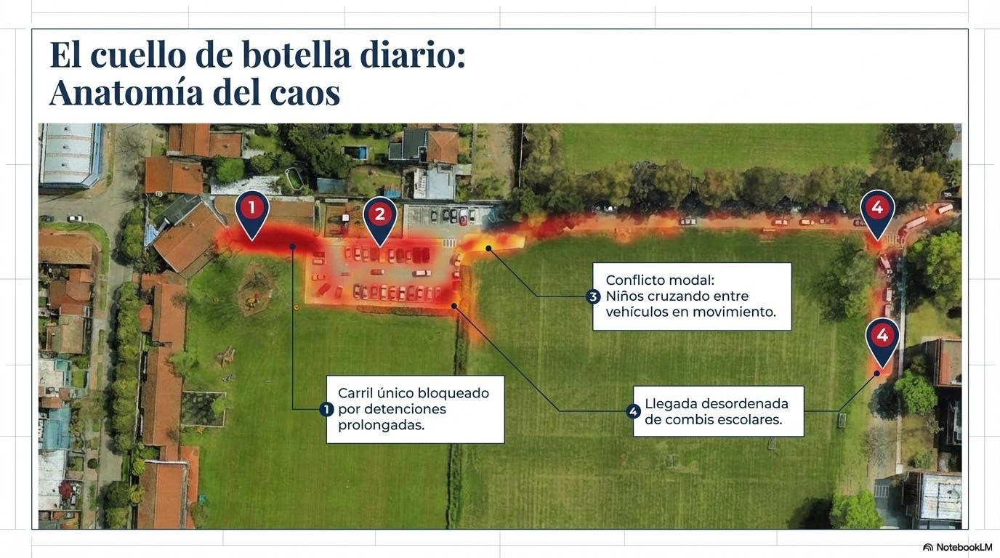 El cuello de botella diario:
Anatomía del caos
1
2
4
Conflicto modal:
3
Niños cruzando entre
vehículos en movimiento.
4
Carril único bloqueado
1
por detenciones
prolongadas.
Llegada desordenada
4
de combis escolares.
NotebookLM